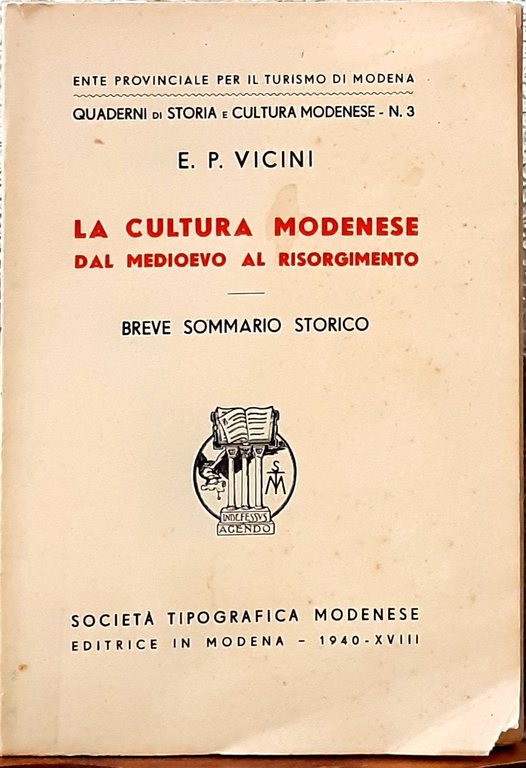 ENTE PROVINCIALE PER IL TURISMO DI MODENA
QUADERNI DI STORIA E CULTURA MODENESE - N. 3
E. P. VICINI
LA CULTURA MODENESE
DAL MEDIOEVO AL RISORGIMENTO
BREVE SOMMARIO STORICO
STM
INDEFESSVS
AGENDO
SOCIETÀ TIPOGRAFICA MODENESE
EDITRICE IN MODENA - 1940-XVIII